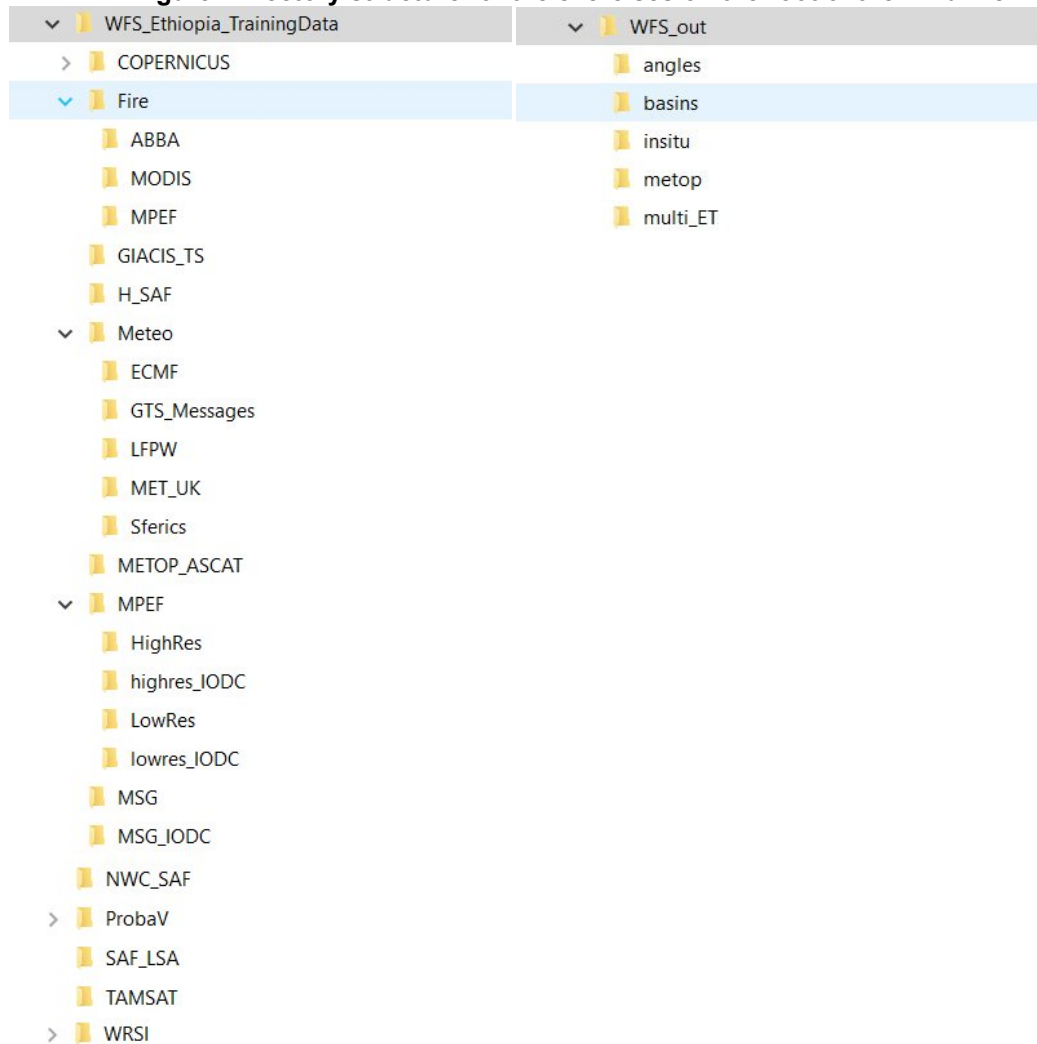 WFS_Ethiopia_TrainingData
COPERNICUS
Fire
ABBA
MODIS
MPEF
GIACIS_TS
H_SAF
Meteo
ECMF
GTS_Messages
LFPW
MET_UK
Sferics
METOP_ASCAT
MPEF
HighRes
highres_IODC
LowRes
lowres_IODC
MSG
MSG_IODC
NWC_SAF
ProbaV
SAF_LSA
TAMSAT
WRSI
WFS_out
angles
basins
insitu
metop
multi_ET